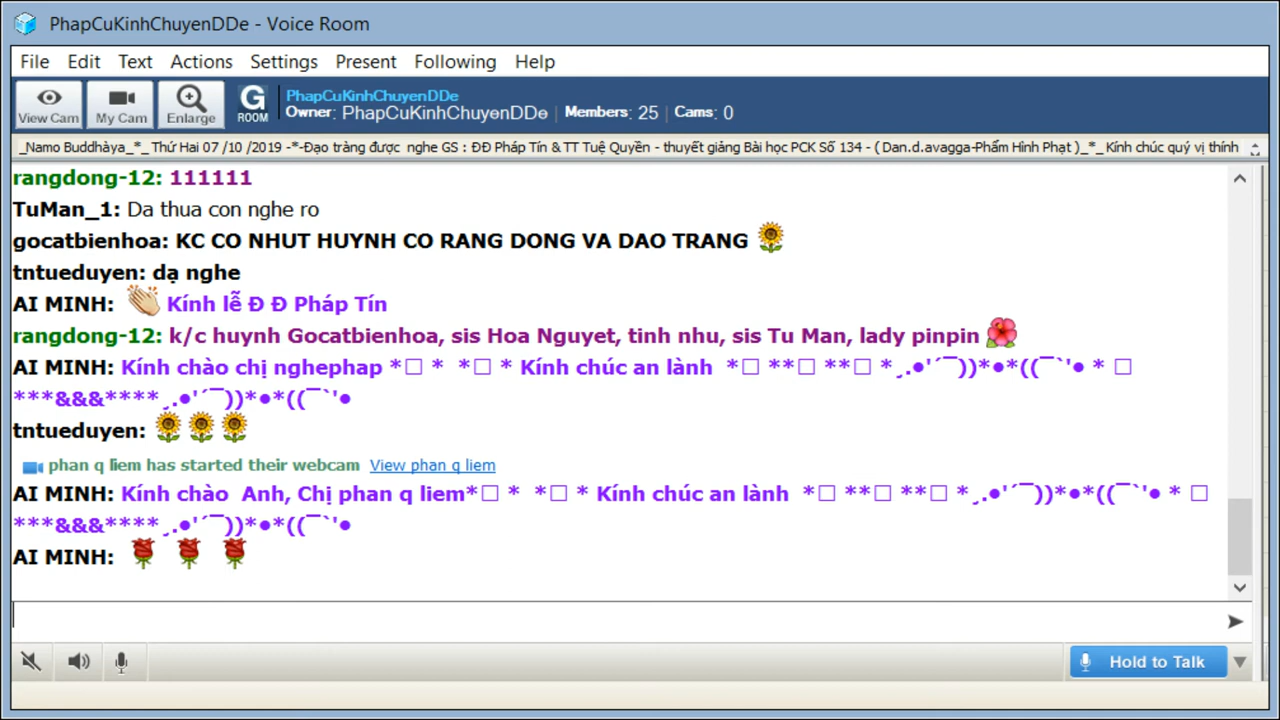 PhapCuKinhChuyenDDe - Voice Room
File Edit Text Actions Settings Present Following Help
View Cam My Cam Enlarge G ROOM PhapCuKinhChuyenDDe
Owner: PhapCuKinhChuyenDDe | Members: 25 | Cams: 0
_Namo Buddhàya_*_ Thứ Hai 07 /10 /2019 -*-Đạo tràng được nghe GS : ĐĐ Pháp Tín & TT Tuệ Quyền - thuyết giảng Bài học PCK Số 134 - ( Dan.d.avagga-Phẩm Hình Phạt )_*_ Kính chúc quý vị thính
rangdong-12: 111111
TuMan_1: Da thua con nghe ro
gocatbienhoa: KC CO NHUT HUYNH CO RANG DONG VA DAO TRANG 🌻
tntueduyen: dạ nghe
AI MINH: 👏 Kính lễ Đ Đ Pháp Tín
rangdong-12: k/c huynh Gocatbienhoa, sis Hoa Nguyet, tinh nhu, sis Tu Man, lady pinpin 🌺
AI MINH: Kính chào chị nghephap *□ * *□ * Kính chúc an lành *□ **□ **□ *¸.●'´¯))*●*((¯`'● * □
***&&&****¸.●'´¯))*●*((¯`'●
tntueduyen: 🌻🌻🌻
phan q liem has started their webcam View phan q liem
AI MINH: Kính chào Anh, Chị phan q liem*□ * *□ * Kính chúc an lành *□ **□ **□ *¸.●'´¯))*●*((¯`'● * □
***&&&****¸.●'´¯))*●*((¯`'●
AI MINH: 🌹 🌹 🌹
Hold to Talk